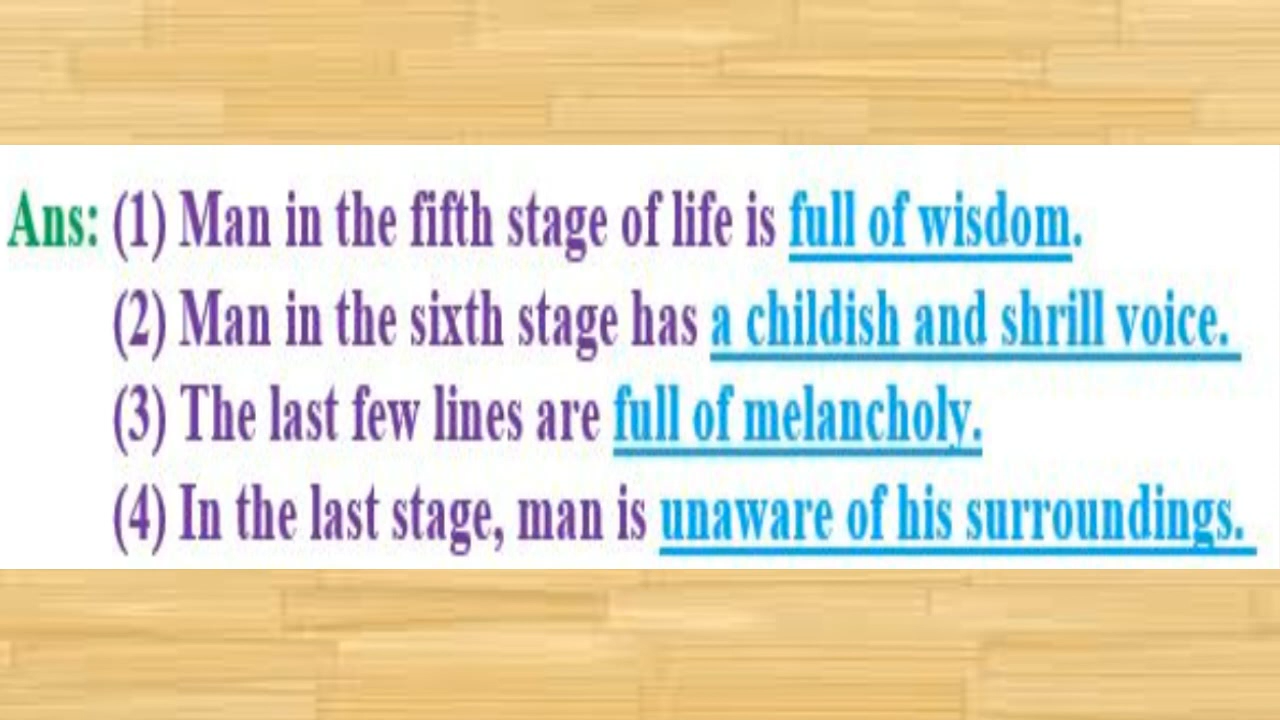 Ans: (1) Man in the fifth stage of life is full of wisdom.
(2) Man in the sixth stage has a childish and shrill voice.
(3) The last few lines are full of melancholy.
(4) In the last stage, man is unaware of his surroundings.